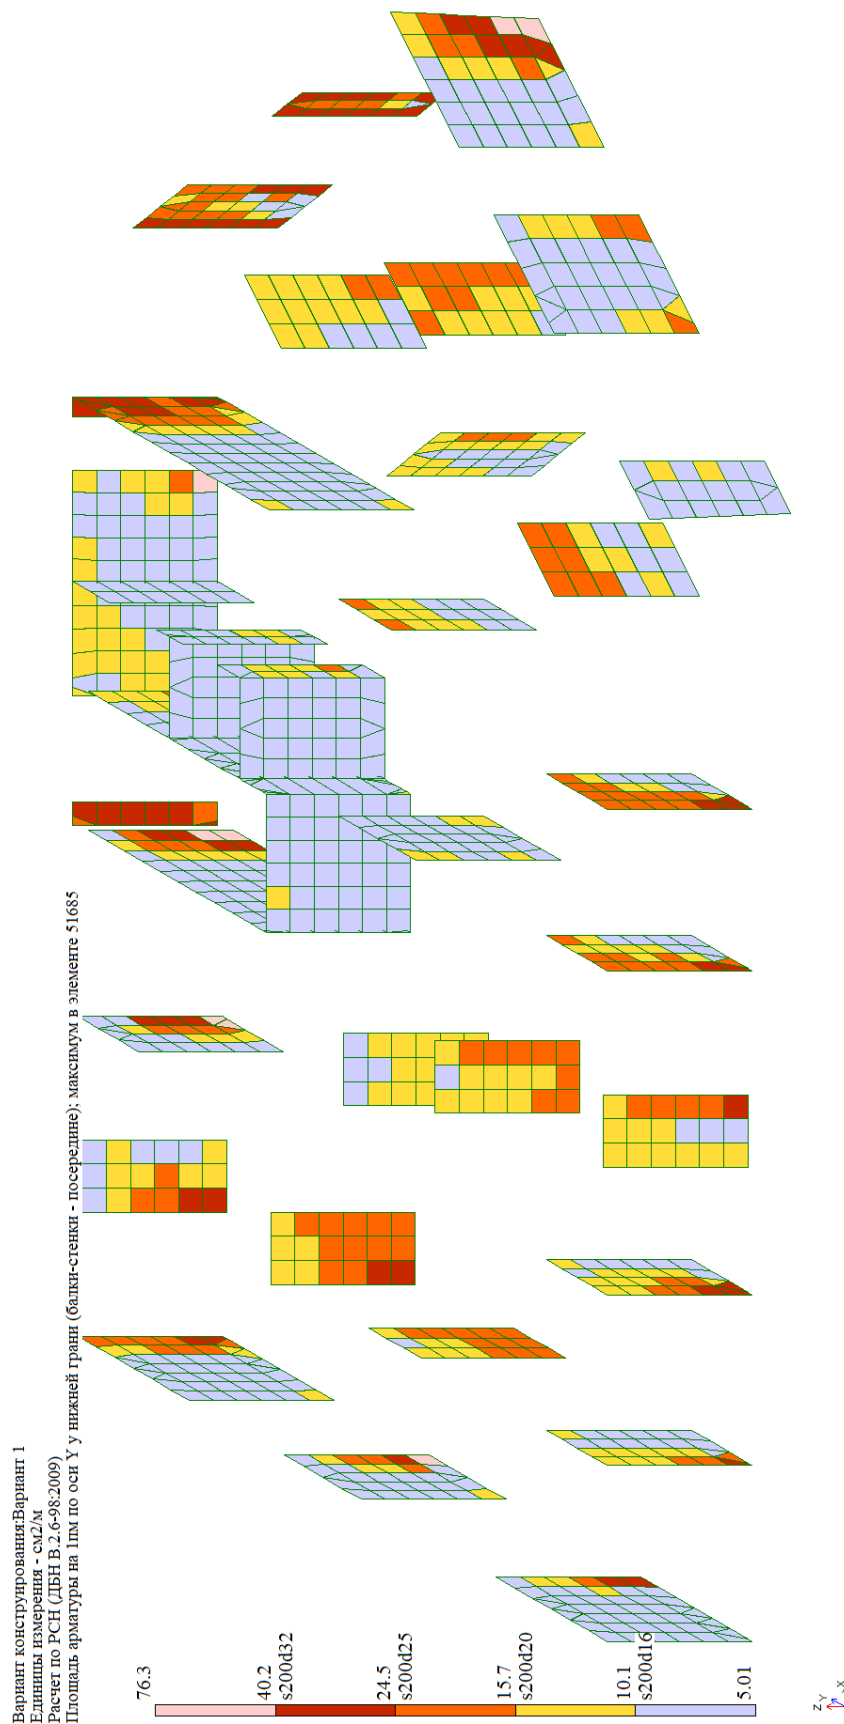 Вариант конструирования:Вариант 1
Единицы измерения - см2/м
Расчет по РСН (ДБН В.2.6-98:2009)
Площадь арматуры на 1пм по оси Y у нижней грани (балки-стенки - посередине); максимум в элементе 51685
76.3
40.2
s200d32
24.5
s200d25
15.7
s200d20
10.1
s200d16
5.01
Z
Y
X